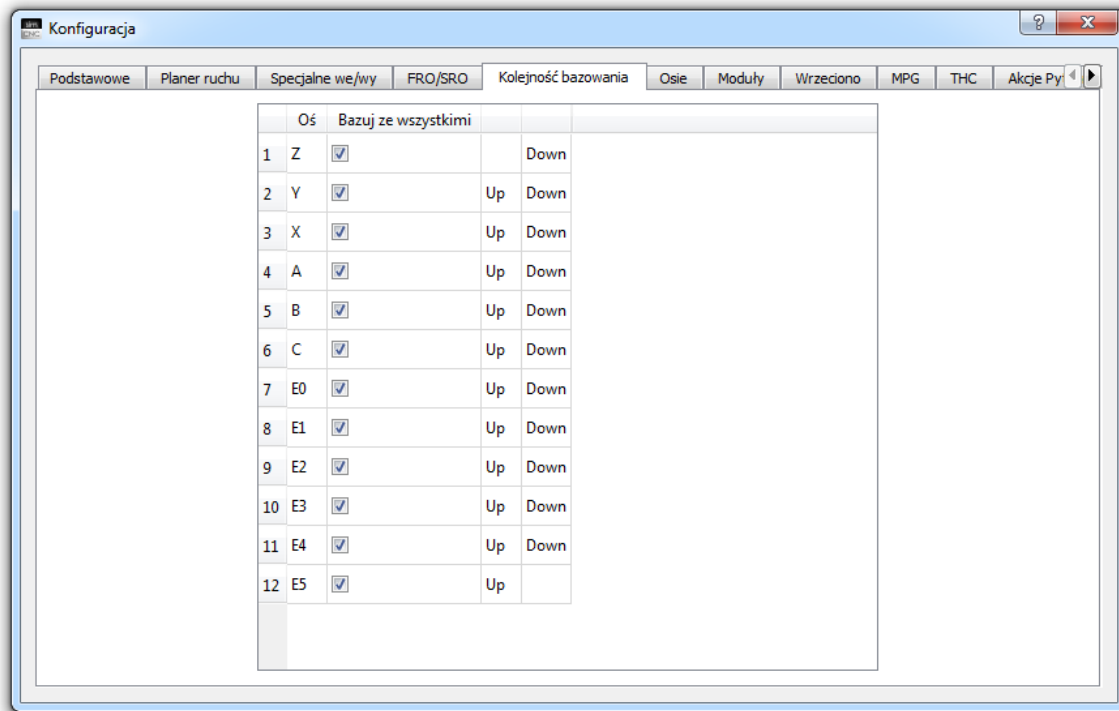 Konfiguracja
Podstawowe Planer ruchu Specjalne we/wy FRO/SRO Kolejność bazowania Osie Moduły Wrzeciono MPG THC Akcje Py
Oś Bazuj ze wszystkimi
1 Z Down
2 Y Up Down
3 X Up Down
4 A Up Down
5 B Up Down
6 C Up Down
7 E0 Up Down
8 E1 Up Down
9 E2 Up Down
10 E3 Up Down
11 E4 Up Down
12 E5 Up